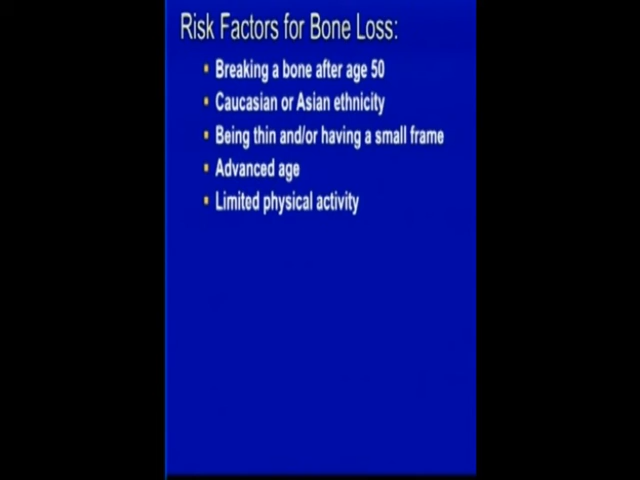 Risk Factors for Bone Loss:
Breaking a bone after age 50
Caucasian or Asian ethnicity
Being thin and/or having a small frame
Advanced age
Limited physical activity